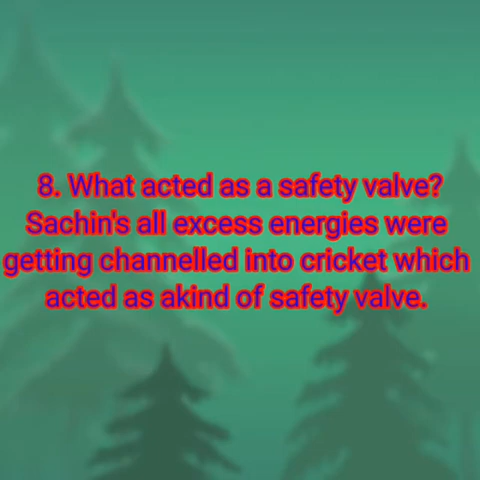 8. What acted as a safety valve?
Sachin's all excess energies were
getting channelled into cricket which
acted as akind of safety valve.